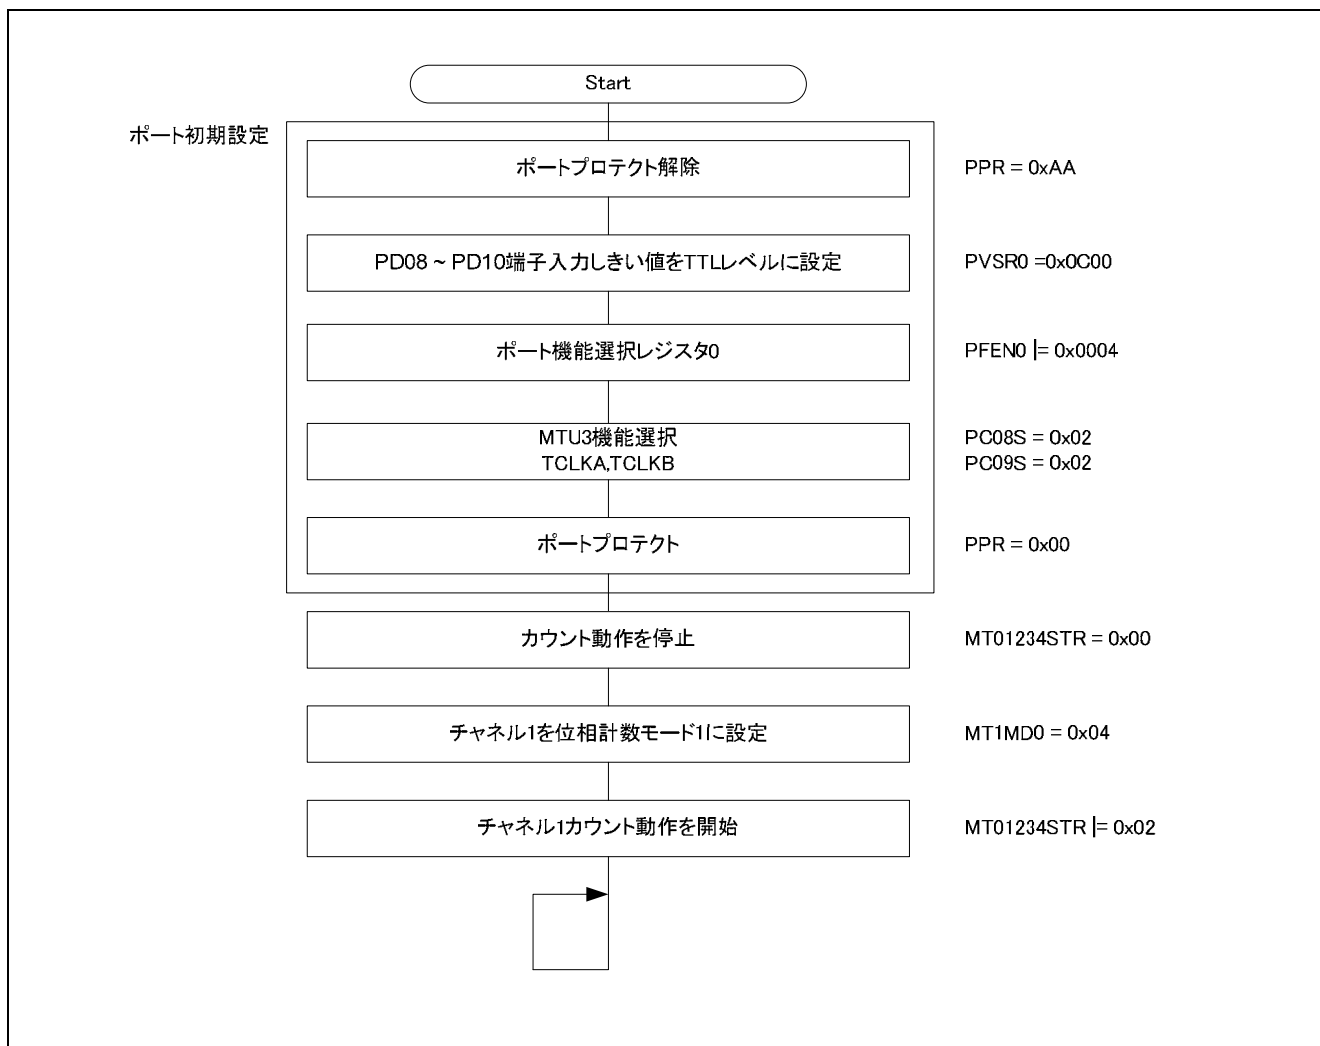 Start
ポート初期設定
ポートプロテクト解除
PPR = 0xAA
PD08 ~ PD10端子入力しきい値をTTLレベルに設定
PVSR0 =0x0C00
ポート機能選択レジスタ0
PFEN0 |= 0x0004
MTU3機能選択
TCLKA,TCLKB
PC08S = 0x02
PC09S = 0x02
ポートプロテクト
PPR = 0x00
カウント動作を停止
MT01234STR = 0x00
チャネル1を位相計数モード1に設定
MT1MD0 = 0x04
チャネル1カウント動作を開始
MT01234STR |= 0x02